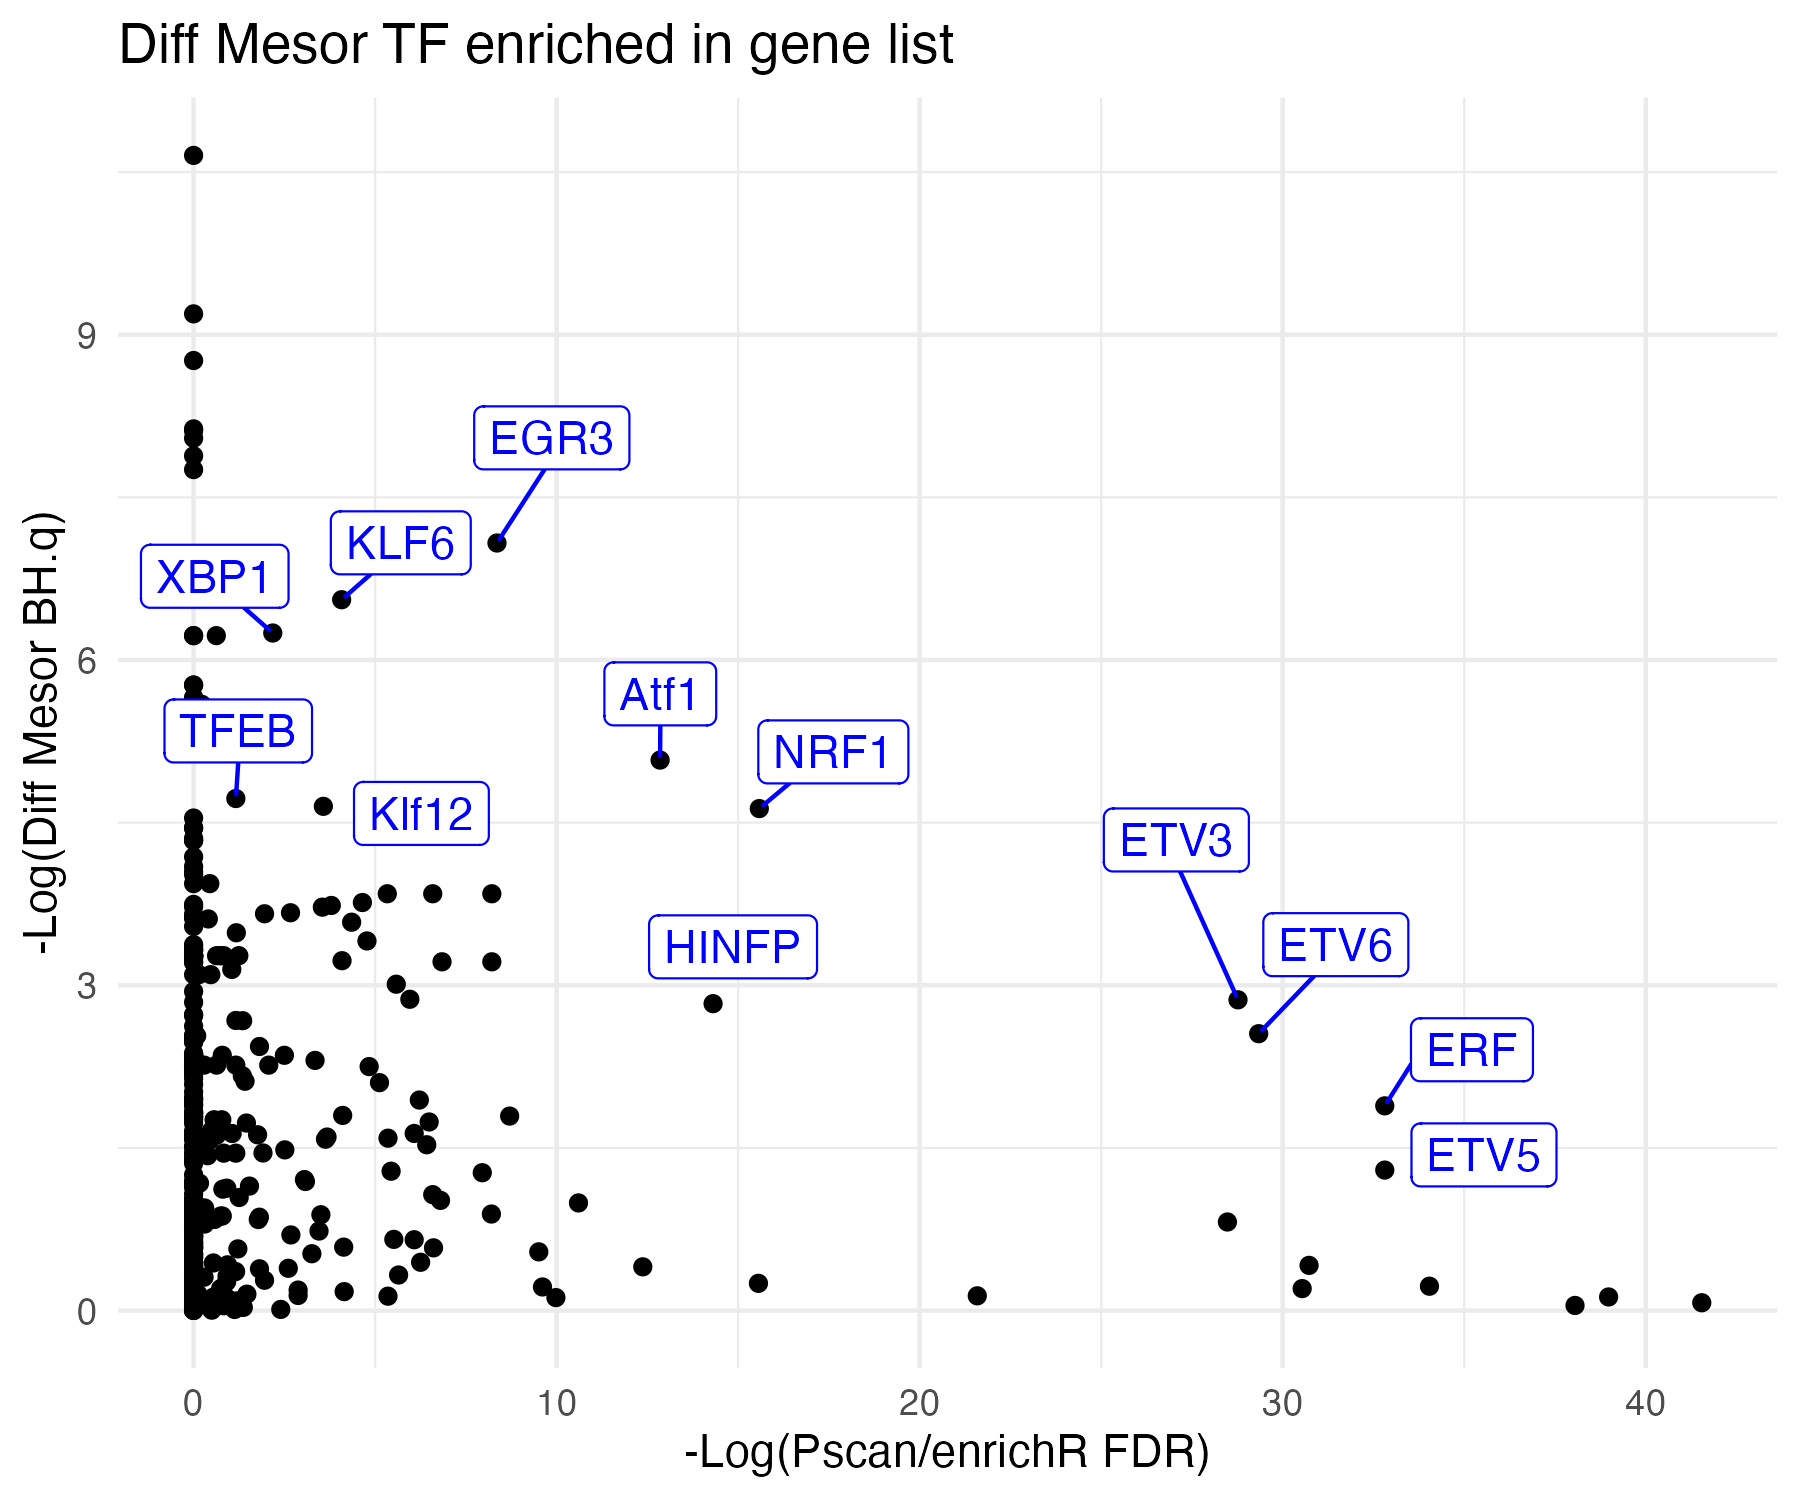 Diff Mesor TF enriched in gene list
-Log(Diff Mesor BH.q)
9
6
3
0
EGR3
KLF6
XBP1
Atf1
TFEB
NRF1
Klf12
ETV3
HINFP
ETV6
ERF
ETV5
0 10 20 30 40
-Log(Pscan/enrichR FDR)